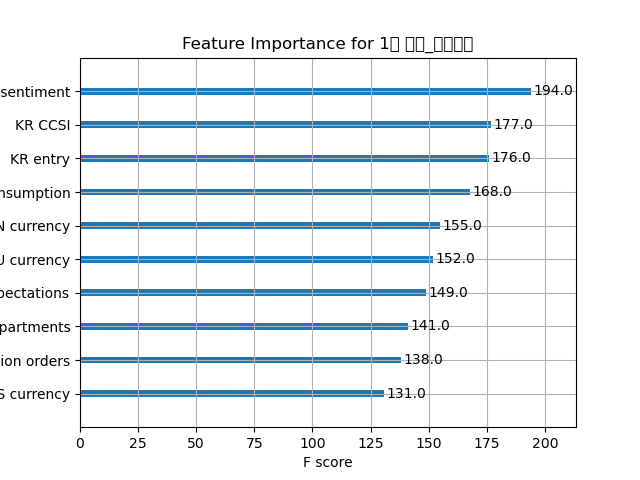 Feature Importance for 1
sentiment 194.0
KR CCSI 177.0
KR entry 176.0
nsumption 168.0
N currency 155.0
U currency 152.0
pectations 149.0
partments 141.0
ion orders 138.0
S currency 131.0
0 25 50 75 100 125 150 175 200
F score